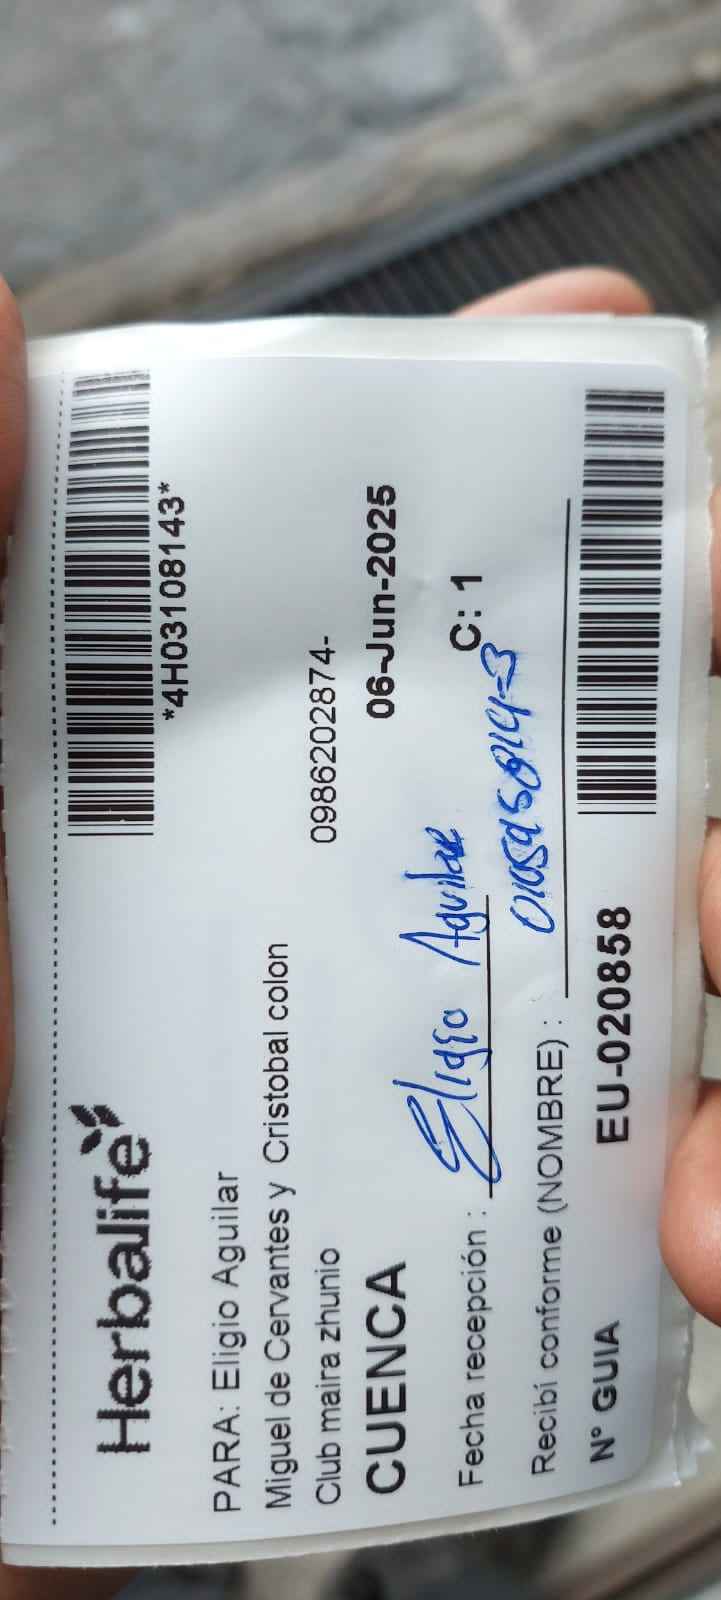 *4H03108143*
Herbalife
PARA: Eligio Aguilar
Miguel de Cervantes y Cristobal colon
Club maira zhunio 0986202874-
CUENCA 06-Jun-2025
Fecha recepción : Eligio Aguilar C: 1
Recibí conforme (NOMBRE) :
N° GUIA EU-020858